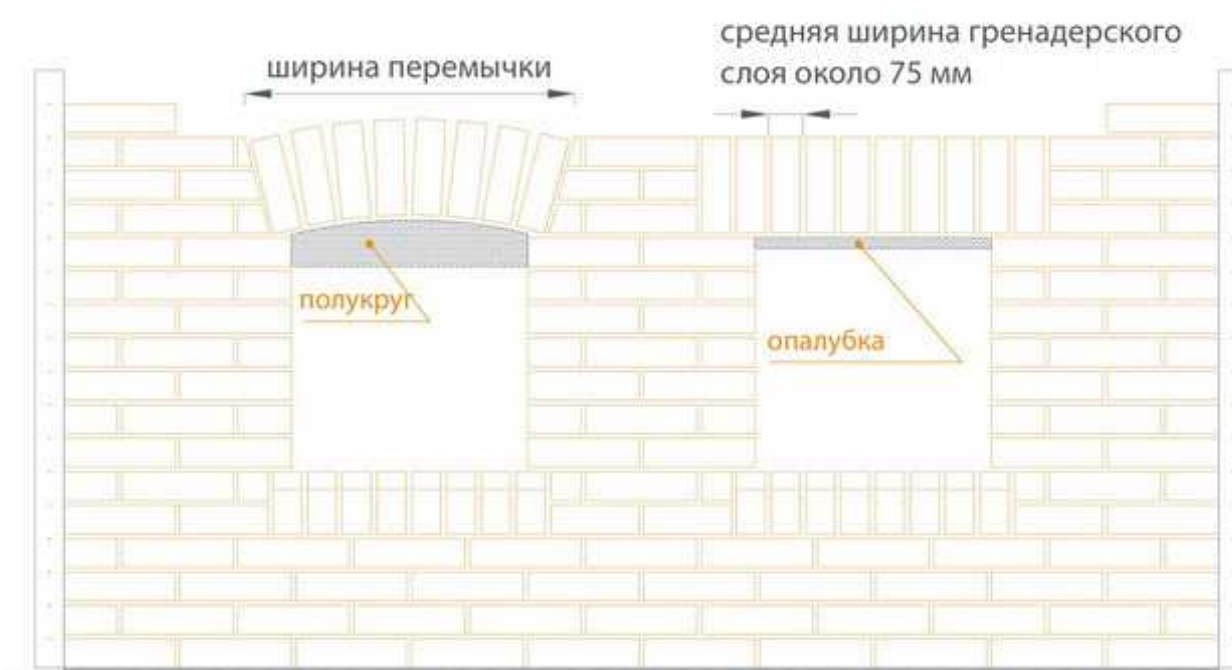 ширина перемычки
средняя ширина гренадерского
слоя около 75 мм
полукруг
опалубка